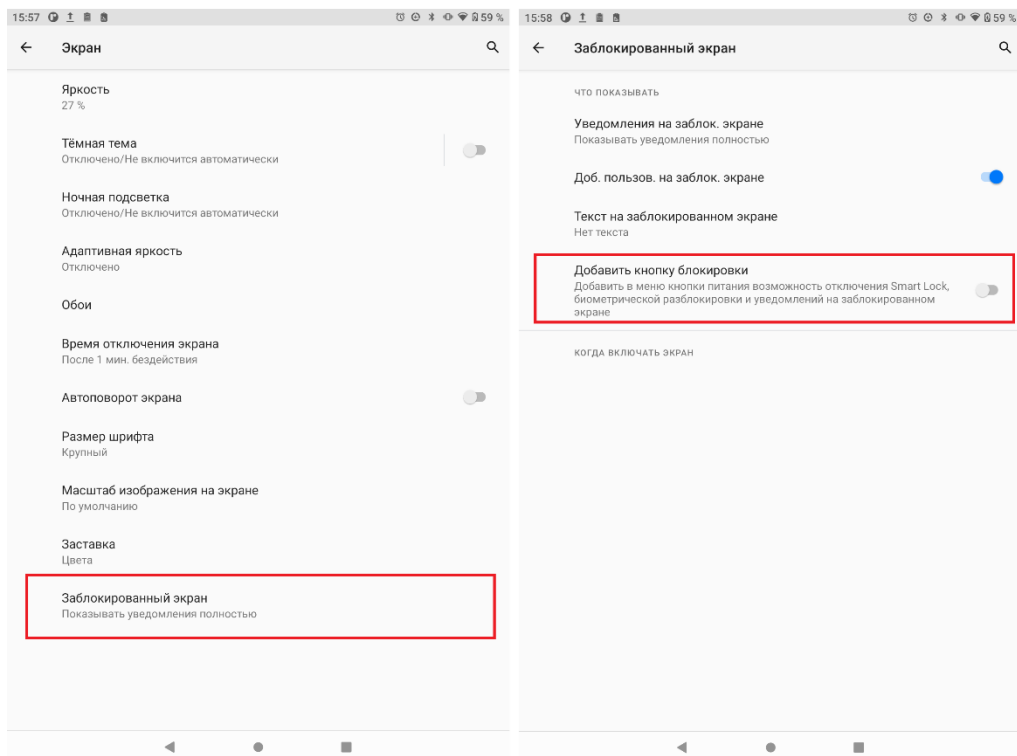 15:57
59 %
Экран
Яркость
27 %
Тёмная тема
Отключено/Не включится автоматически
Ночная подсветка
Отключено/Не включится автоматически
Адаптивная яркость
Отключено
Обои
Время отключения экрана
После 1 мин. бездействия
Автоповорот экрана
Размер шрифта
Крупный
Масштаб изображения на экране
По умолчанию
Заставка
Цвета
Заблокированный экран
Показывать уведомления полностью
15:58
59 %
Заблокированный экран
ЧТО ПОКАЗЫВАТЬ
Уведомления на заблок. экране
Показывать уведомления полностью
Доб. пользов. на заблок. экране
Текст на заблокированном экране
Нет текста
Добавить кнопку блокировки
Добавить в меню кнопки питания возможность отключения Smart Lock,
биометрической разблокировки и уведомлений на заблокированном
экране
КОГДА ВКЛЮЧАТЬ ЭКРАН